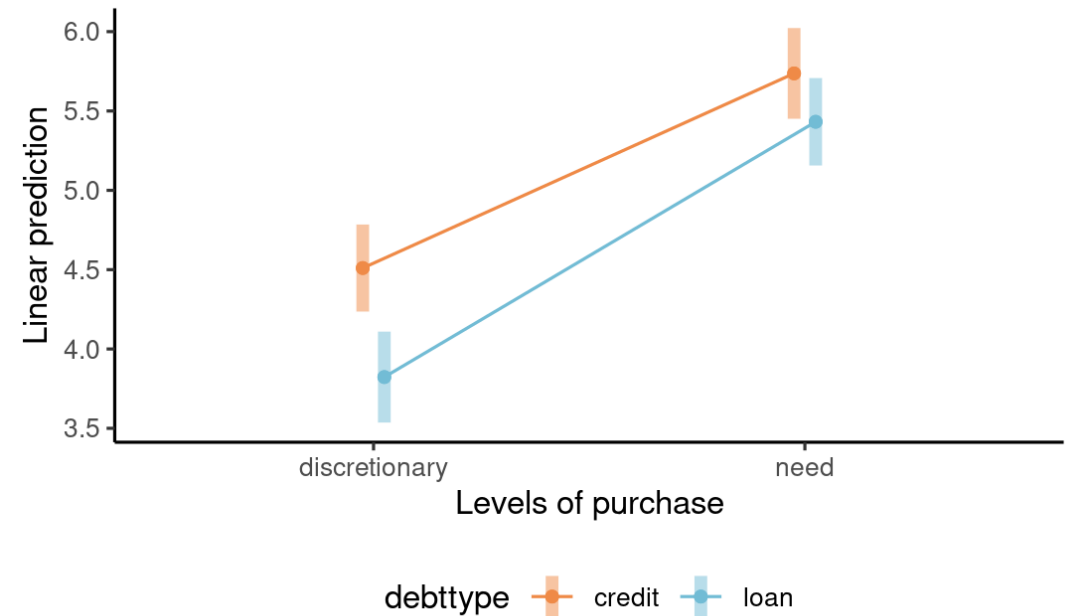 Linear prediction
6.0
5.5
5.0
4.5
4.0
3.5
discretionary need
Levels of purchase
debttype credit loan